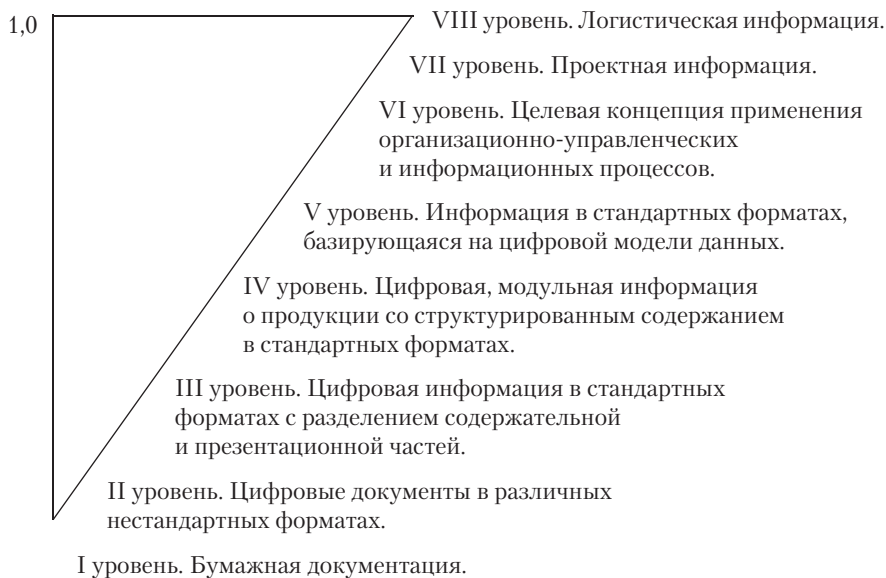 1,0
VIII уровень. Логистическая информация.
VII уровень. Проектная информация.
VI уровень. Целевая концепция применения
организационно-управленческих
и информационных процессов.
V уровень. Информация в стандартных форматах,
базирующаяся на цифровой модели данных.
IV уровень. Цифровая, модульная информация
о продукции со структурированным содержанием
в стандартных форматах.
III уровень. Цифровая информация в стандартных
форматах с разделением содержательной
и презентационной частей.
II уровень. Цифровые документы в различных
нестандартных форматах.
I уровень. Бумажная документация.